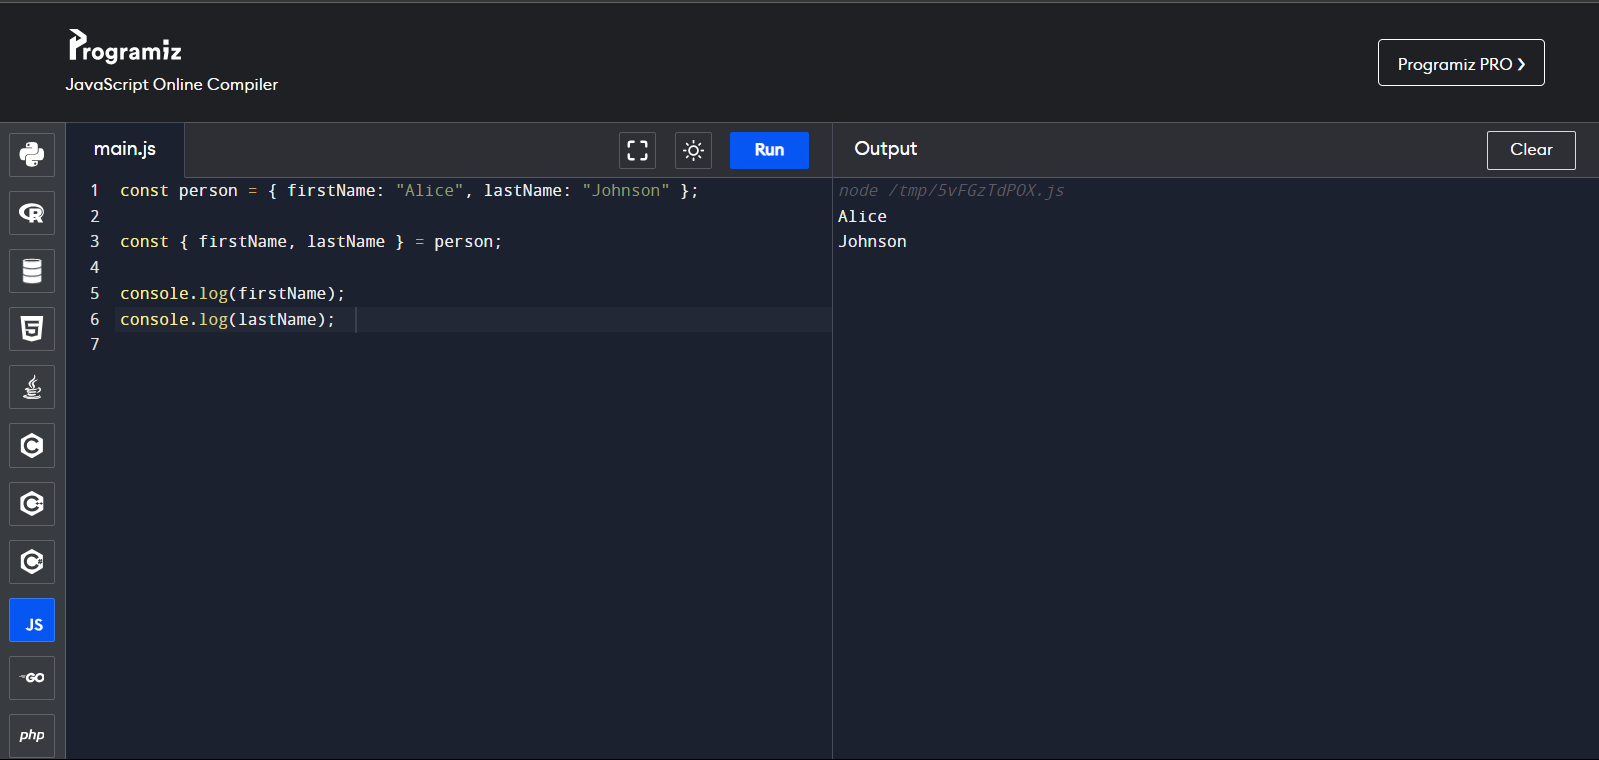 Programiz
JavaScript Online Compiler
Programiz PRO ❯
main.js
Run
Output
Clear
1 const person = { firstName: "Alice", lastName: "Johnson" };
2
3 const { firstName, lastName } = person;
4
5 console.log(firstName);
6 console.log(lastName);
7
node /tmp/5vFGzTdPOX.js
Alice
Johnson
R
5
C
C++
C#
JS
GO
php